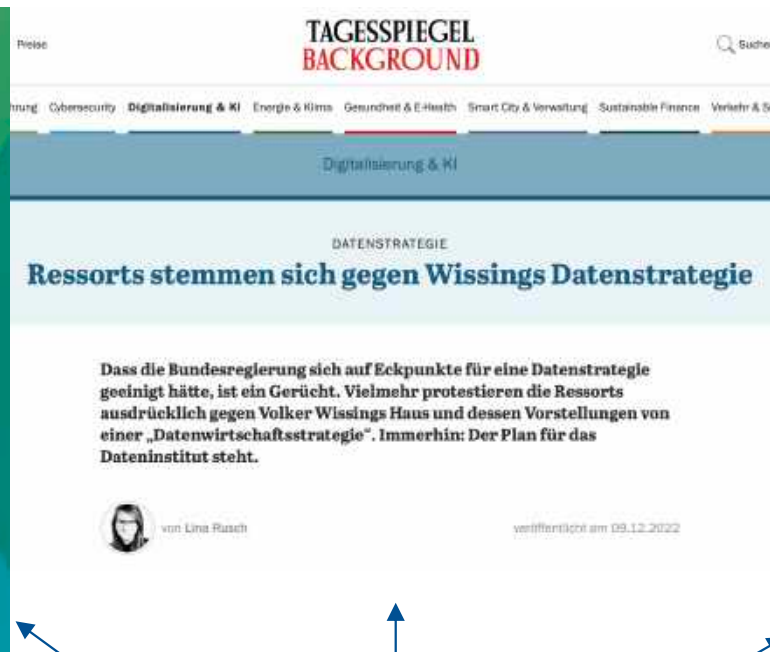 Preise
TAGESSPIEGEL
BACKGROUND
Suche
hrung Cybersecurity Digitalisierung & KI Energie & Klima Gesundheit & E-Health Smart City & Verwaltung Sustainable Finance Verkehr & S
Digitalisierung & KI
DATENSTRATEGIE
Ressorts stemmen sich gegen Wissings Datenstrategie
Dass die Bundesregierung sich auf Eckpunkte für eine Datenstrategie
geeinigt hätte, ist ein Gerücht. Vielmehr protestieren die Ressorts
ausdrücklich gegen Volker Wissings Haus und dessen Vorstellungen von
einer „Datenwirtschaftsstrategie“. Immerhin: Der Plan für das
Dateninstitut steht.
von Lina Rusch
veröffentlicht am 09.12.2022